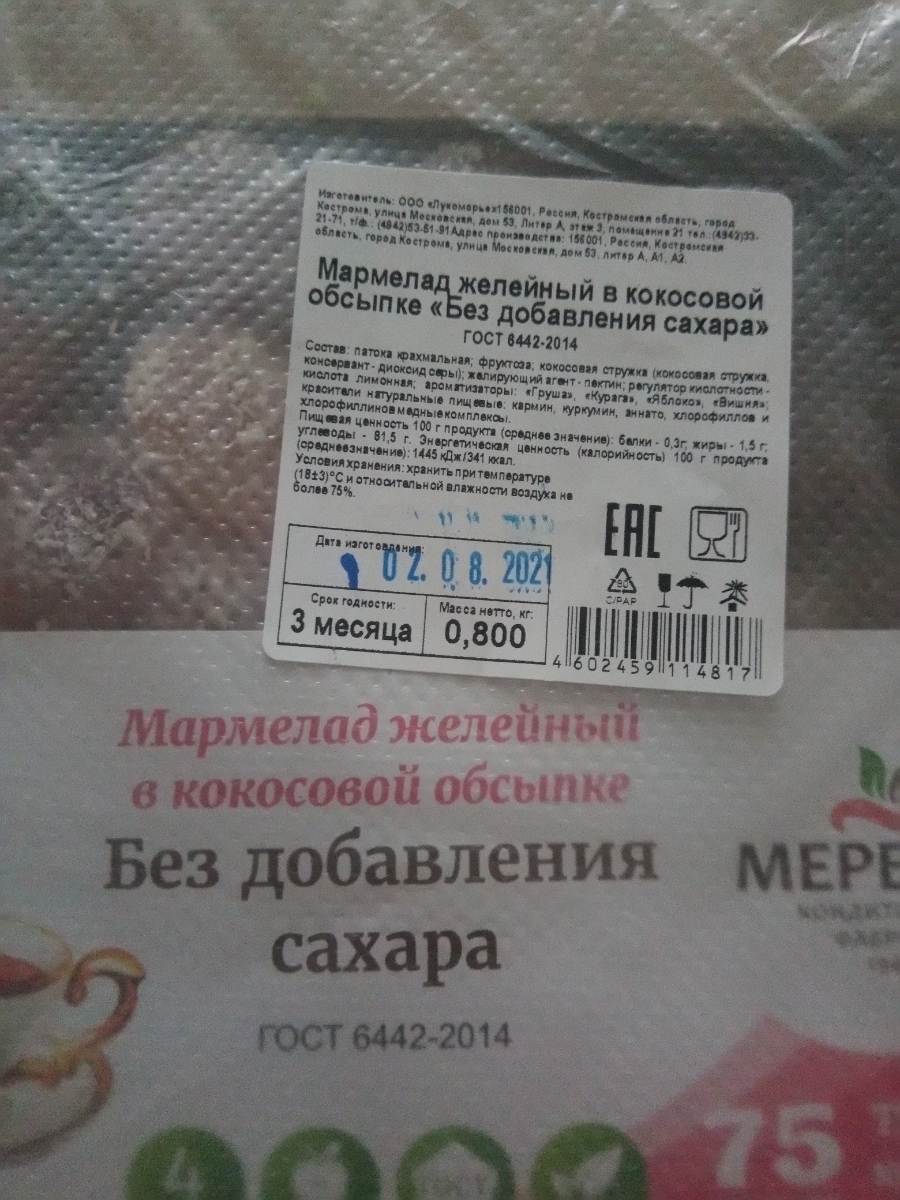 Изготовитель: ООО «Лукоморье»156001, Россия, Костромская область, город
Кострома, улица Московская, дом 53, Литер А, этаж 3, помещение 21 тел.:(4942)33-
21-71, т/ф.: (4942)53-51-91Адрес производства: 156001, Россия, Костромская
область, город Кострома, улица Московская, дом 53, литер А, А1, А2.
Мармелад желейный в кокосовой
обсыпке «Без добавления сахара»
ГОСТ 6442-2014
Состав: патока крахмальная; фруктоза; кокосовая стружка (кокосовая стружка,
консервант - диоксид серы); желирующий агент - пектин; регулятор кислотности -
кислота лимонная; ароматизаторы: «Груша», «Курага», «Яблоко», «Вишня»;
красители натуральные пищевые: кармин, куркумин, аннато, хлорофиллов и
хлорофиллинов медные комплексы.
Пищевая ценность 100 г продукта (среднее значение): белки - 0,3г; жиры - 1,5 г;
углеводы - 81,5 г. Энергетическая ценность (калорийность) 100 г продукта
(среднее значение): 1445 кДж/341 ккал.
Условия хранения: хранить при температуре
(18±3)°С и относительной влажности воздуха не
более 75%.
EAC
Дата изготовления:
02.08.2021
C/PAP
Срок годности:
3 месяца
Масса нетто, кг:
0,800
4 602459 114817
Мармелад желейный
в кокосовой обсыпке
Без добавления
сахара
ГОСТ 6442-2014
МЕРЕ
КОНДИТ
ФАБР
4
75